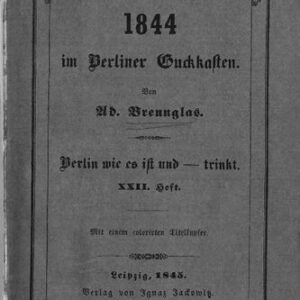 1844
im Berliner Guckkasten.
Von
Ad. Brennglas.
Berlin wie es ist und — trinkt.
XXII. Heft.
Mit einem colorirten Titelkupfer.
Leipzig, 1845.
Verlag von Ignaz Jackowitz.